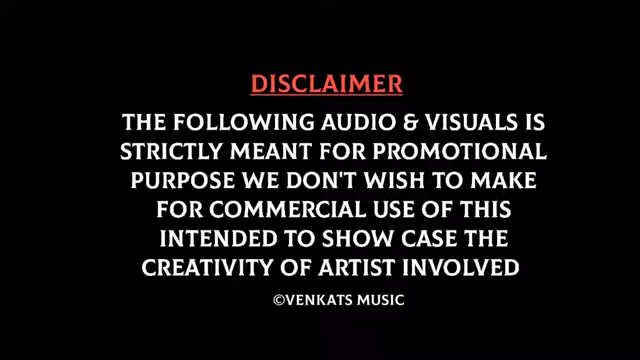 DISCLAIMER
THE FOLLOWING AUDIO & VISUALS IS
STRICTLY MEANT FOR PROMOTIONAL
PURPOSE WE DON'T WISH TO MAKE
FOR COMMERCIAL USE OF THIS
INTENDED TO SHOW CASE THE
CREATIVITY OF ARTIST INVOLVED
©VENKATS MUSIC